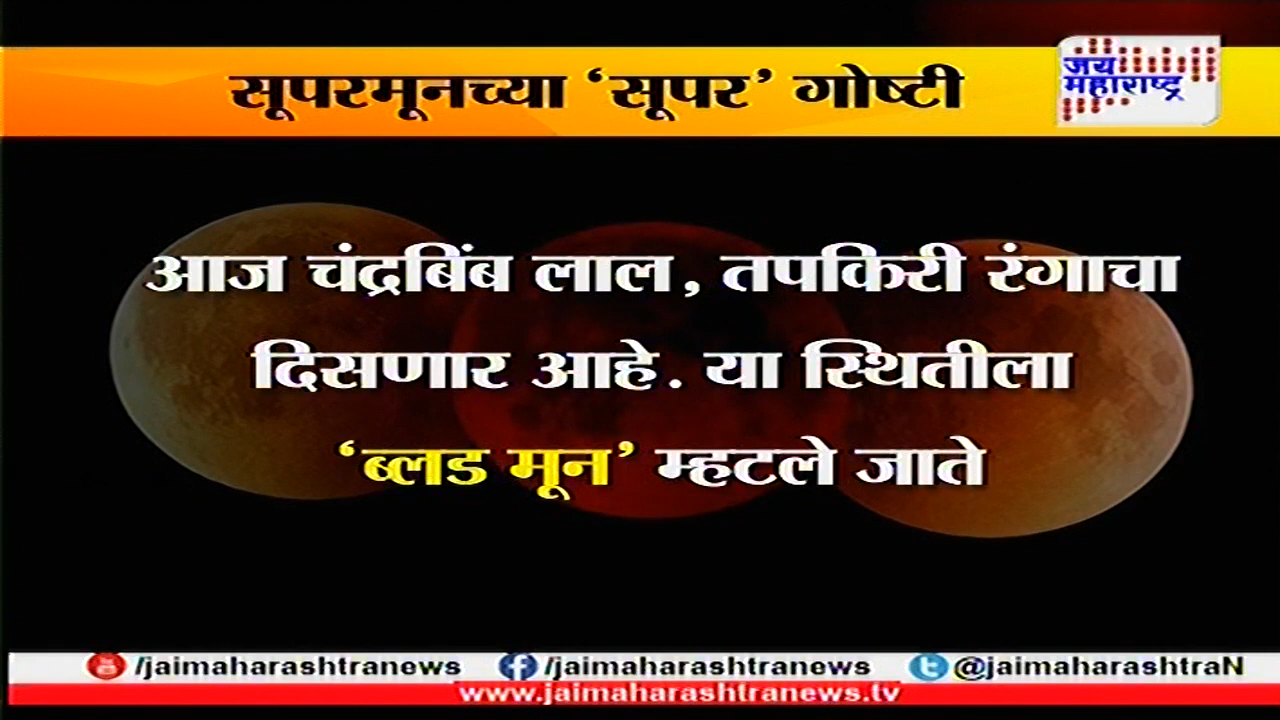 सूपरमूनच्या ‘सूपर’ गोष्टी
जय
महाराष्ट्र
आज चंद्रबिंब लाल, तपकिरी रंगाचा
दिसणार आहे. या स्थितीला
‘ब्लड मून’ म्हटले जाते
/jaimaharashtranews /jaimaharashtranews @jaimaharashtraN
www.jaimaharashtranews.tv